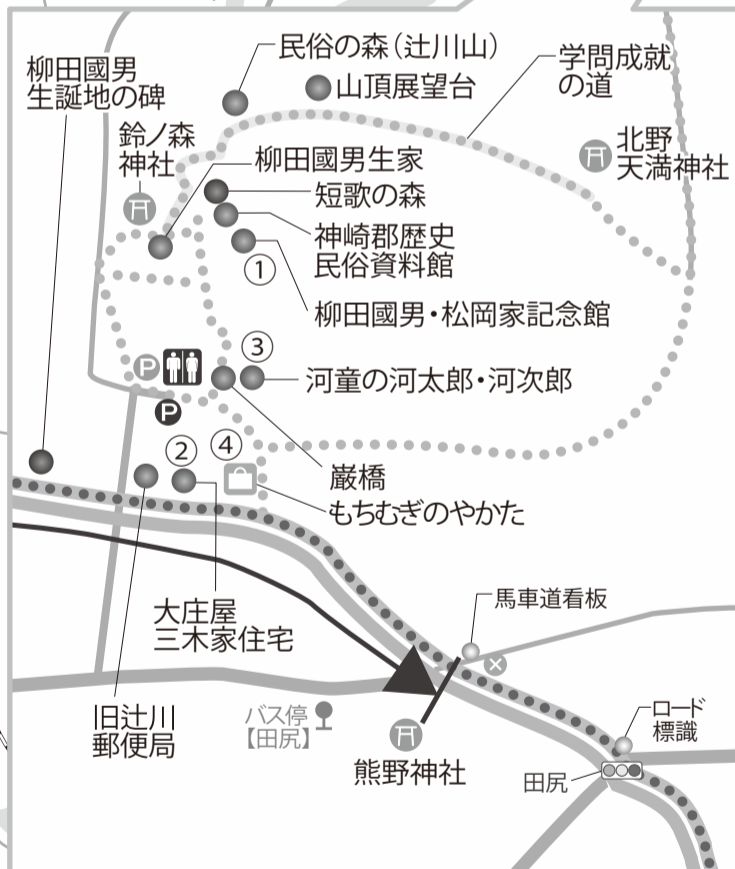 民俗の森（辻川山）
柳田國男
生誕地の碑
山頂展望台
学問成就
の道
鈴ノ森
神社
北野
天満神社
柳田國男生家
短歌の森
神崎郡歴史
民俗資料館
①
柳田國男・松岡家記念館
③
P
河童の河太郎・河次郎
P
②
④
巌橋
もちむぎのやかた
大庄屋
三木家住宅
馬車道看板
旧辻川
郵便局
バス停
【田尻】
熊野神社
ロード
標識
田尻